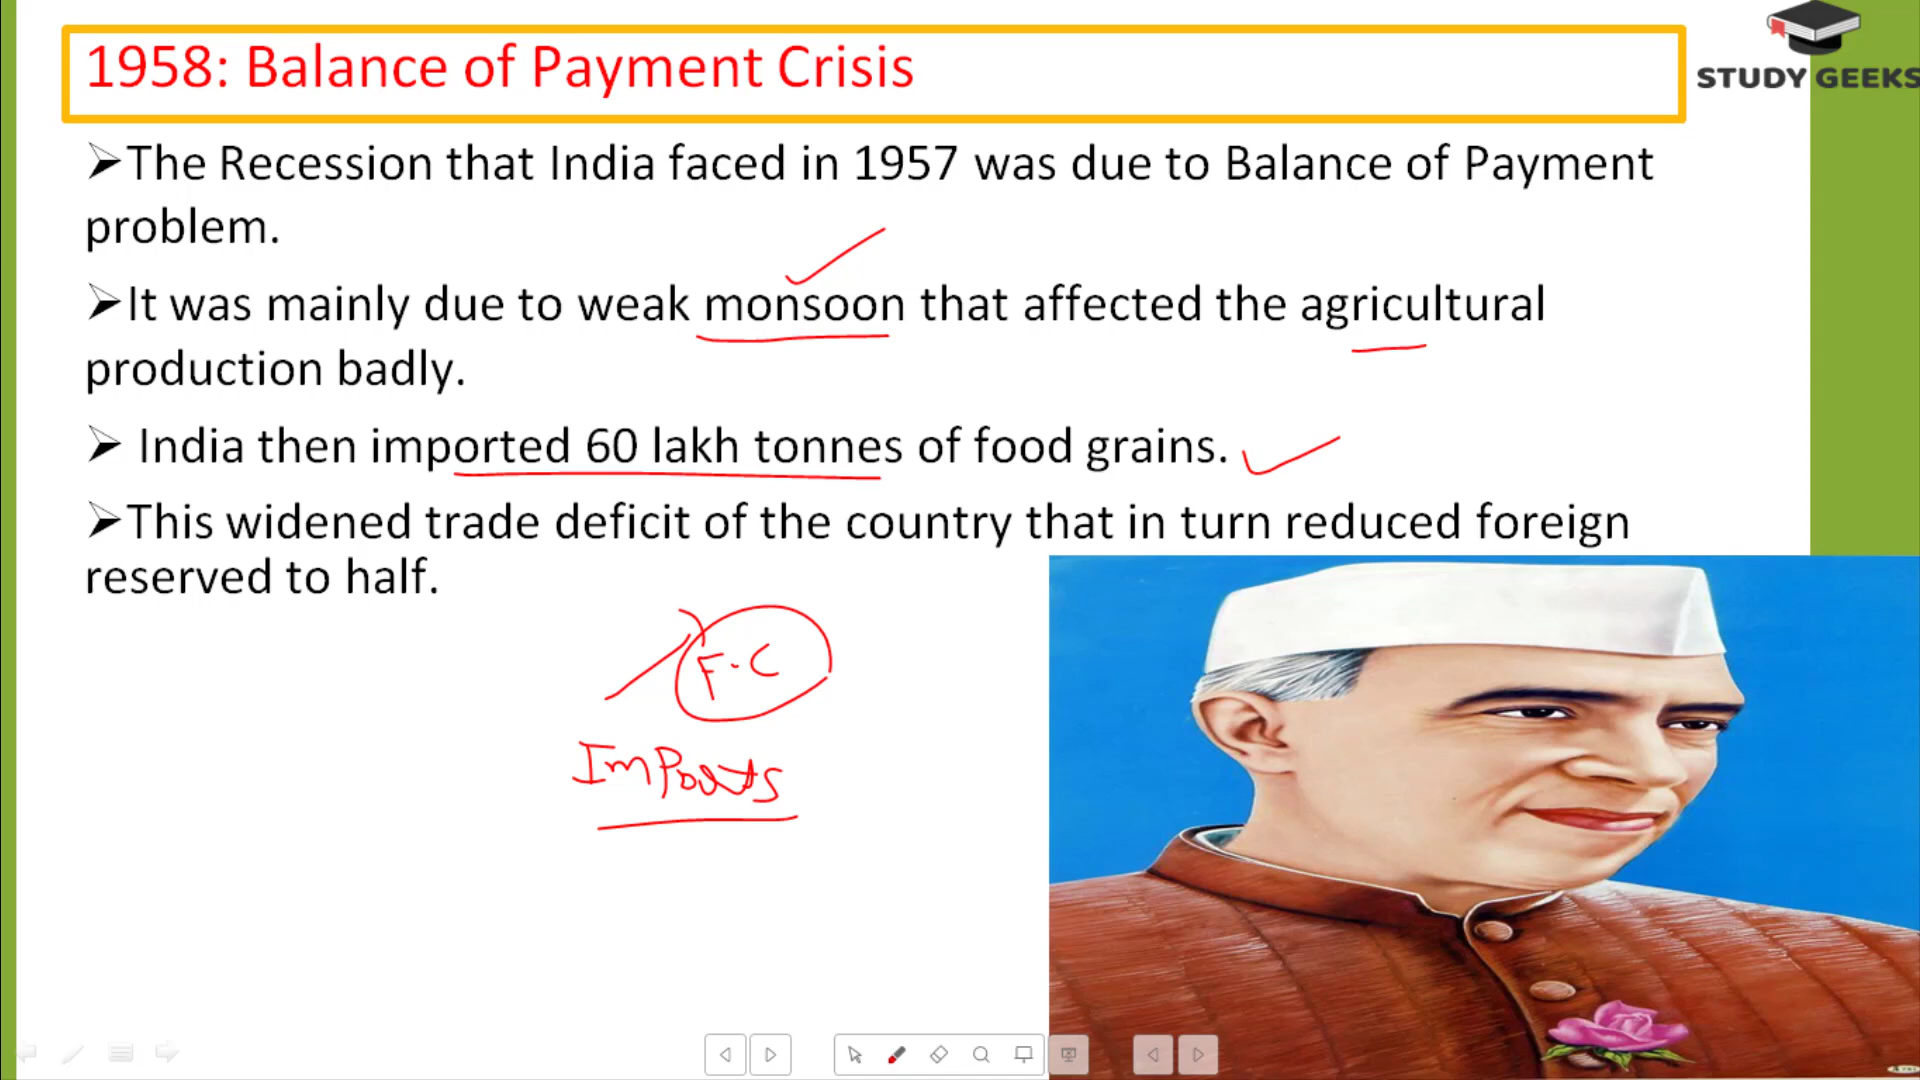 1958: Balance of Payment Crisis
STUDY GEEKS
➤The Recession that India faced in 1957 was due to Balance of Payment
problem.
➤It was mainly due to weak monsoon that affected the agricultural
production badly.
➤ India then imported 60 lakh tonnes of food grains.
➤This widened trade deficit of the country that in turn reduced foreign
reserved to half.
F.C
Imports